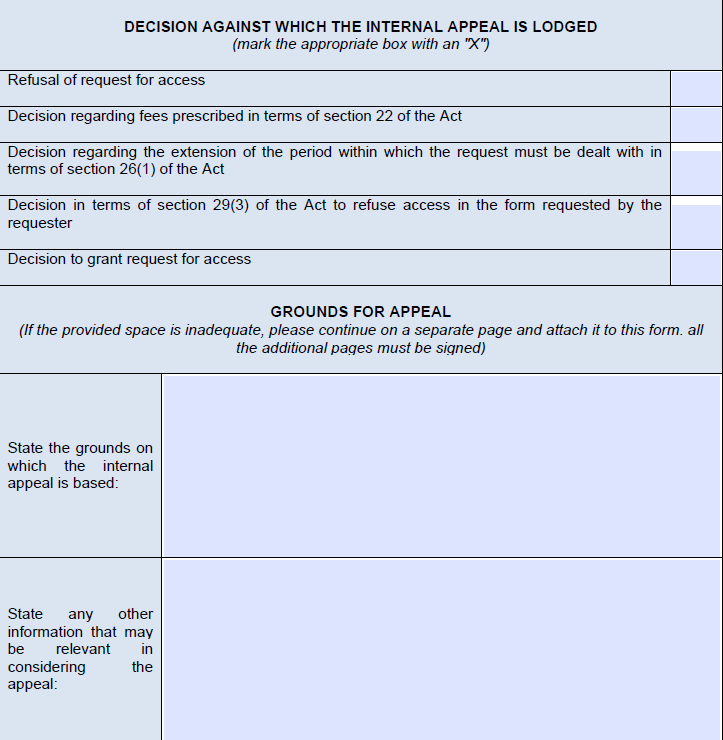 DECISION AGAINST WHICH THE INTERNAL APPEAL IS LODGED
(mark the appropriate box with an "X")
Refusal of request for access
Decision regarding fees prescribed in terms of section 22 of the Act
Decision regarding the extension of the period within which the request must be dealt with in
terms of section 26(1) of the Act
Decision in terms of section 29(3) of the Act to refuse access in the form requested by the
requester
Decision to grant request for access
GROUNDS FOR APPEAL
(If the provided space is inadequate, please continue on a separate page and attach it to this form. all
the additional pages must be signed)
State the grounds on
which the internal
appeal is based:
State any other
information that may
be relevant in
considering the
appeal: